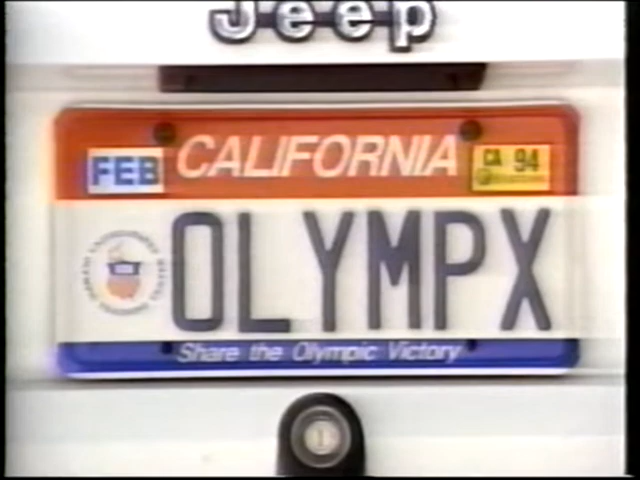 Jeep
CALIFORNIA
FEB
CA 94
OLYMPX
Share the Olympic Victory